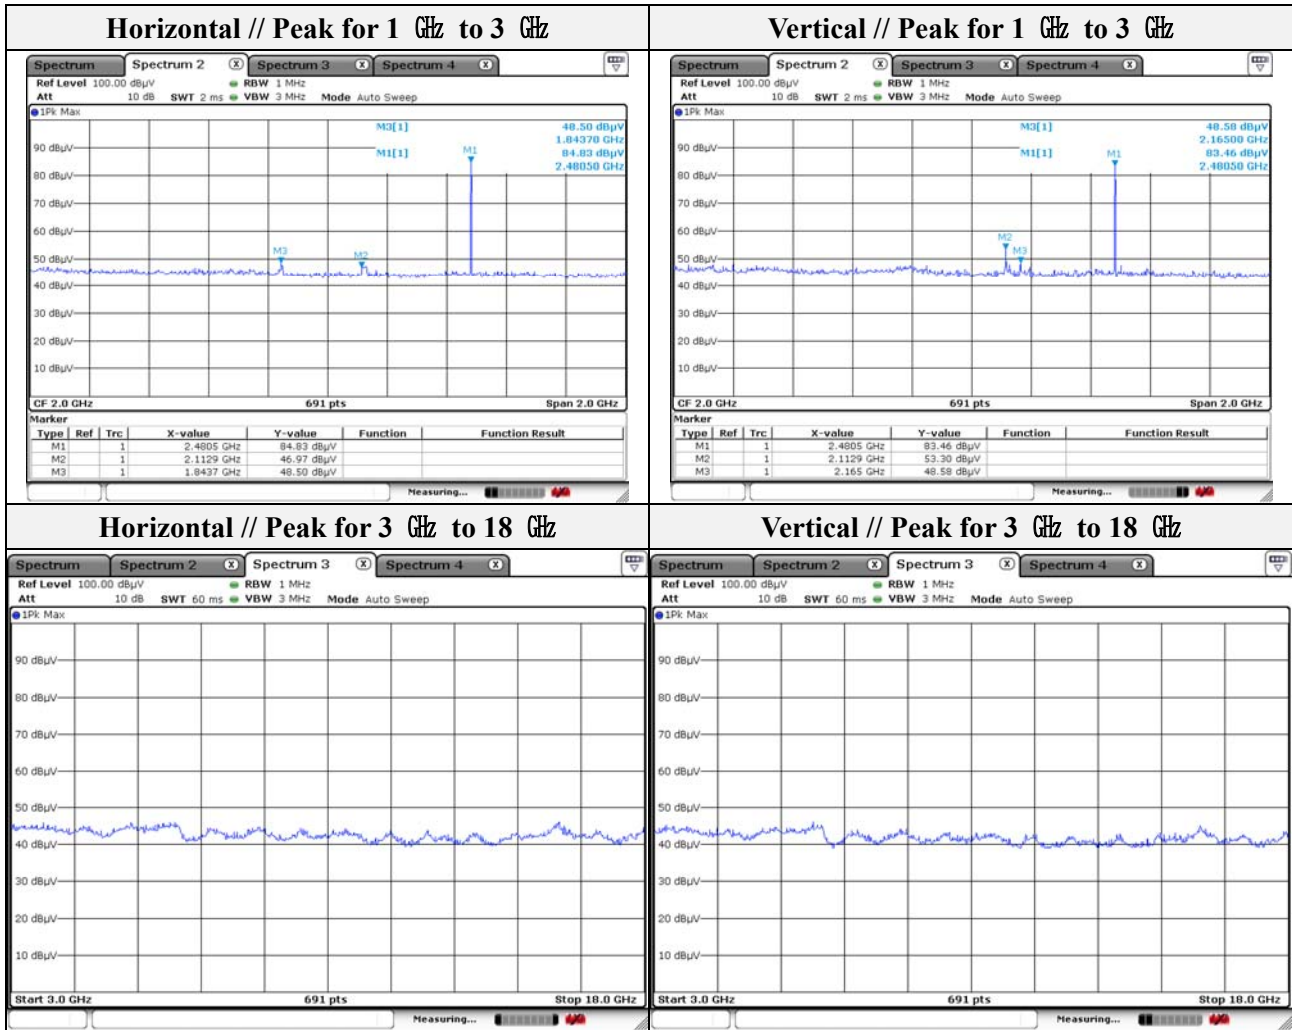 Horizontal // Peak for 1 ㎓ to 3 ㎓
Spectrum Spectrum 2 X Spectrum 3 X Spectrum 4 X
Ref Level 100.00 dBµV RBW 1 MHz
Att 10 dB SWT 2 ms VBW 3 MHz Mode Auto Sweep
1Pk Max
M3[1] 48.50 dBµV
1.84370 GHz
M1[1] 84.83 dBµV
2.48050 GHz
M1
M3
M2
90 dBµV
80 dBµV
70 dBµV
60 dBµV
50 dBµV
40 dBµV
30 dBµV
20 dBµV
10 dBµV
CF 2.0 GHz 691 pts Span 2.0 GHz
Marker
Type Ref Trc X-value Y-value Function Function Result
M1 1 2.4805 GHz 84.83 dBµV
M2 1 2.1129 GHz 46.97 dBµV
M3 1 1.8437 GHz 48.50 dBµV
Measuring...
Vertical // Peak for 1 ㎓ to 3 ㎓
Spectrum Spectrum 2 X Spectrum 3 X Spectrum 4 X
Ref Level 100.00 dBµV RBW 1 MHz
Att 10 dB SWT 2 ms VBW 3 MHz Mode Auto Sweep
1Pk Max
M3[1] 48.58 dBµV
2.16500 GHz
M1[1] 83.46 dBµV
2.48050 GHz
M1
M2
M3
90 dBµV
80 dBµV
70 dBµV
60 dBµV
50 dBµV
40 dBµV
30 dBµV
20 dBµV
10 dBµV
CF 2.0 GHz 691 pts Span 2.0 GHz
Marker
Type Ref Trc X-value Y-value Function Function Result
M1 1 2.4805 GHz 83.46 dBµV
M2 1 2.1129 GHz 53.30 dBµV
M3 1 2.165 GHz 48.58 dBµV
Measuring...
Horizontal // Peak for 3 ㎓ to 18 ㎓
Spectrum Spectrum 2 X Spectrum 3 X Spectrum 4 X
Ref Level 100.00 dBµV RBW 1 MHz
Att 10 dB SWT 60 ms VBW 3 MHz Mode Auto Sweep
1Pk Max
90 dBµV
80 dBµV
70 dBµV
60 dBµV
50 dBµV
40 dBµV
30 dBµV
20 dBµV
10 dBµV
Start 3.0 GHz 691 pts Stop 18.0 GHz
Measuring...
Vertical // Peak for 3 ㎓ to 18 ㎓
Spectrum Spectrum 2 X Spectrum 3 X Spectrum 4 X
Ref Level 100.00 dBµV RBW 1 MHz
Att 10 dB SWT 60 ms VBW 3 MHz Mode Auto Sweep
1Pk Max
90 dBµV
80 dBµV
70 dBµV
60 dBµV
50 dBµV
40 dBµV
30 dBµV
20 dBµV
10 dBµV
Start 3.0 GHz 691 pts Stop 18.0 GHz
Measuring...